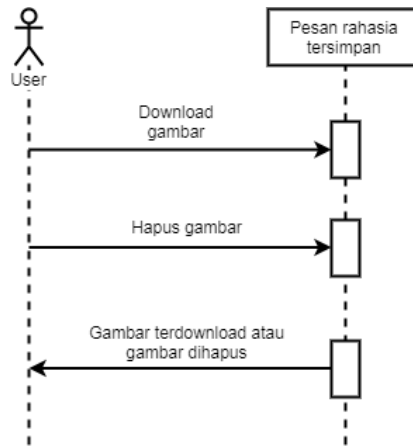 User
Pesan rahasia
tersimpan
Download
gambar
Hapus gambar
Gambar terdownload atau
gambar dihapus